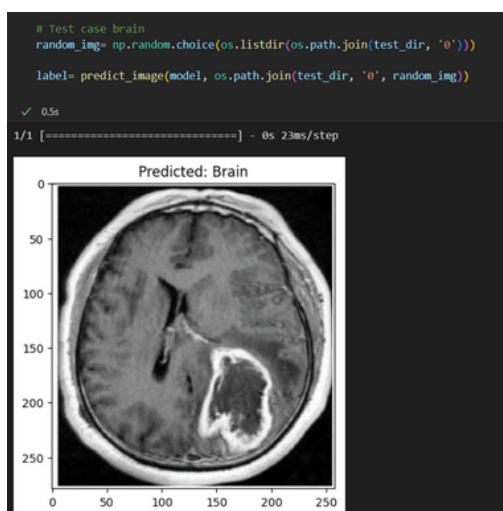 # Test case brain
random_img= np.random.choice(os.listdir(os.path.join(test_dir, '0')))
label= predict_image(model, os.path.join(test_dir, '0', random_img))
✓ 0.5s
1/1 [==============================] - 0s 23ms/step
Predicted: Brain
0
50
100
150
200
250
0 50 100 150 200 250